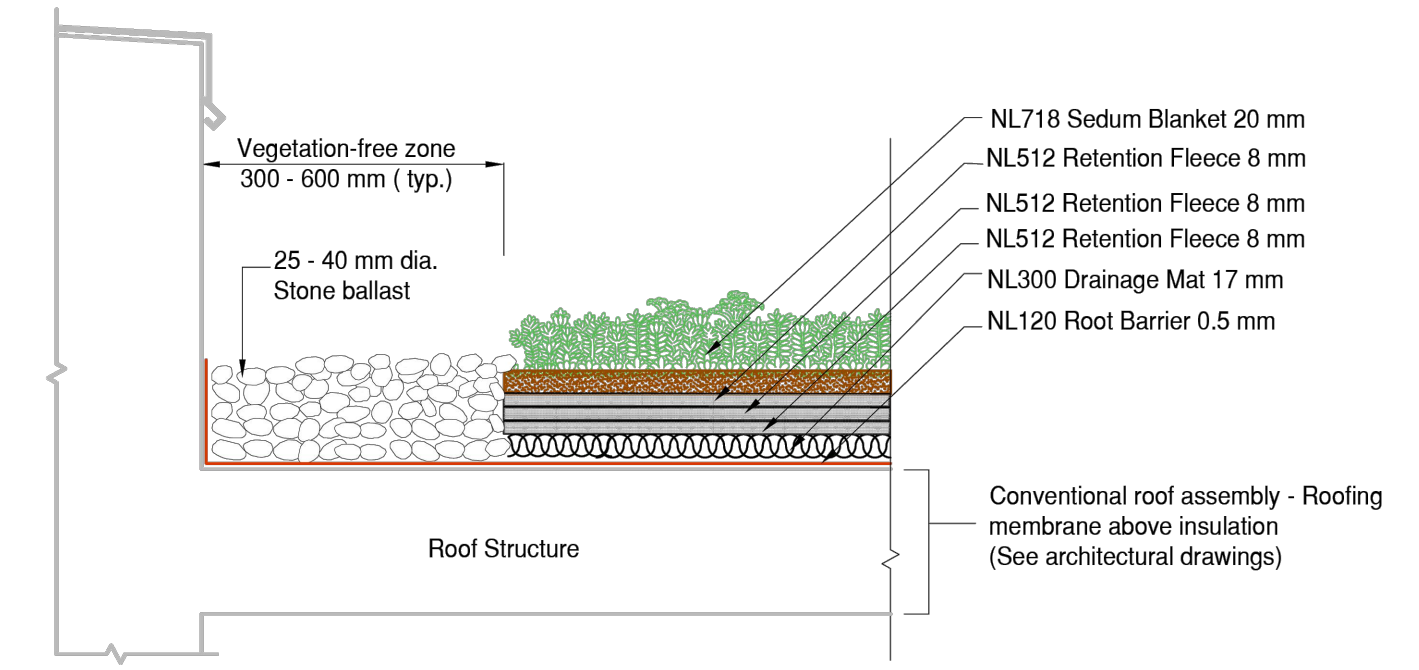 NL718 Sedum Blanket 20 mm
Vegetation-free zone
NL512 Retention Fleece 8 mm
300 - 600 mm ( typ.)
NL512 Retention Fleece 8 mm
NL512 Retention Fleece 8 mm
25 - 40 mm dia.
Stone ballast
NL300 Drainage Mat 17 mm
NL120 Root Barrier 0.5 mm
Conventional roof assembly - Roofing
membrane above insulation
(See architectural drawings)
Roof Structure